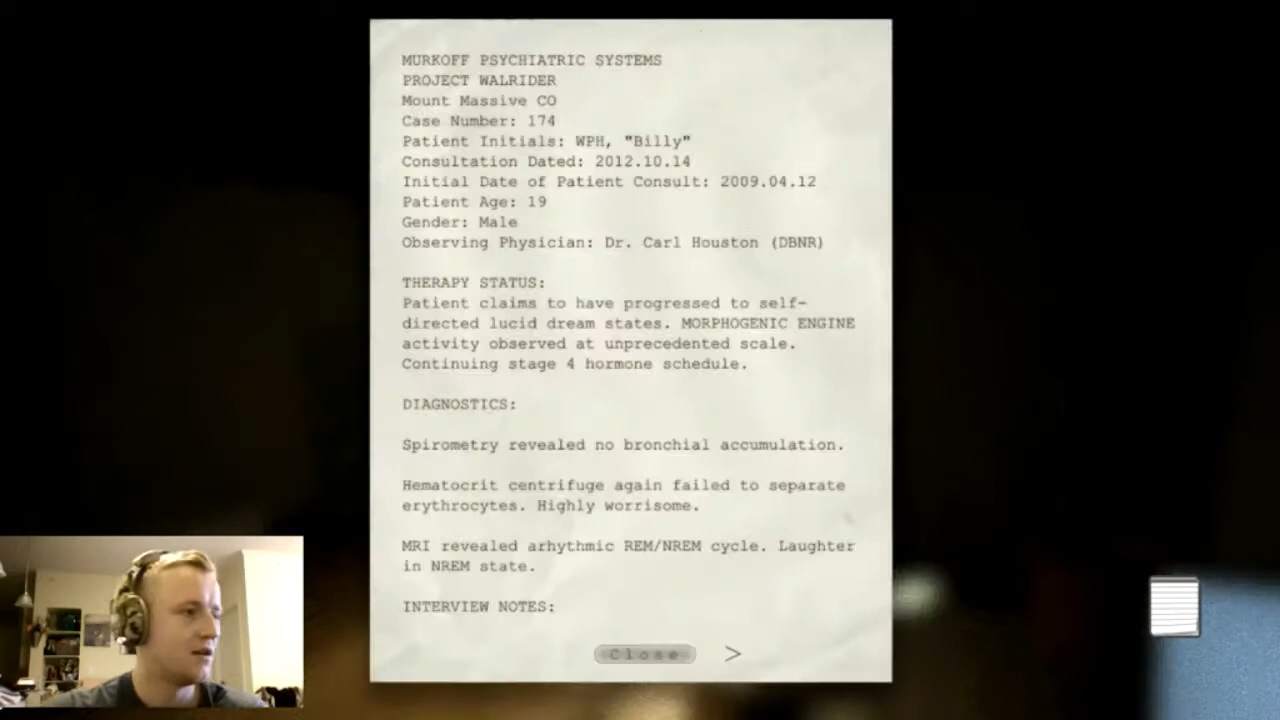 MURKOFF PSYCHIATRIC SYSTEMS
PROJECT WALRIDER
Mount Massive CO
Case Number: 174
Patient Initials: WPH, "Billy"
Consultation Dated: 2012.10.14
Initial Date of Patient Consult: 2009.04.12
Patient Age: 19
Gender: Male
Observing Physician: Dr. Carl Houston (DBNR)
THERAPY STATUS:
Patient claims to have progressed to self-
directed lucid dream states. MORPHOGENIC ENGINE
activity observed at unprecedented scale.
Continuing stage 4 hormone schedule.
DIAGNOSTICS:
Spirometry revealed no bronchial accumulation.
Hematocrit centrifuge again failed to separate
erythrocytes. Highly worrisome.
MRI revealed arhythmic REM/NREM cycle. Laughter
in NREM state.
INTERVIEW NOTES:
Close >